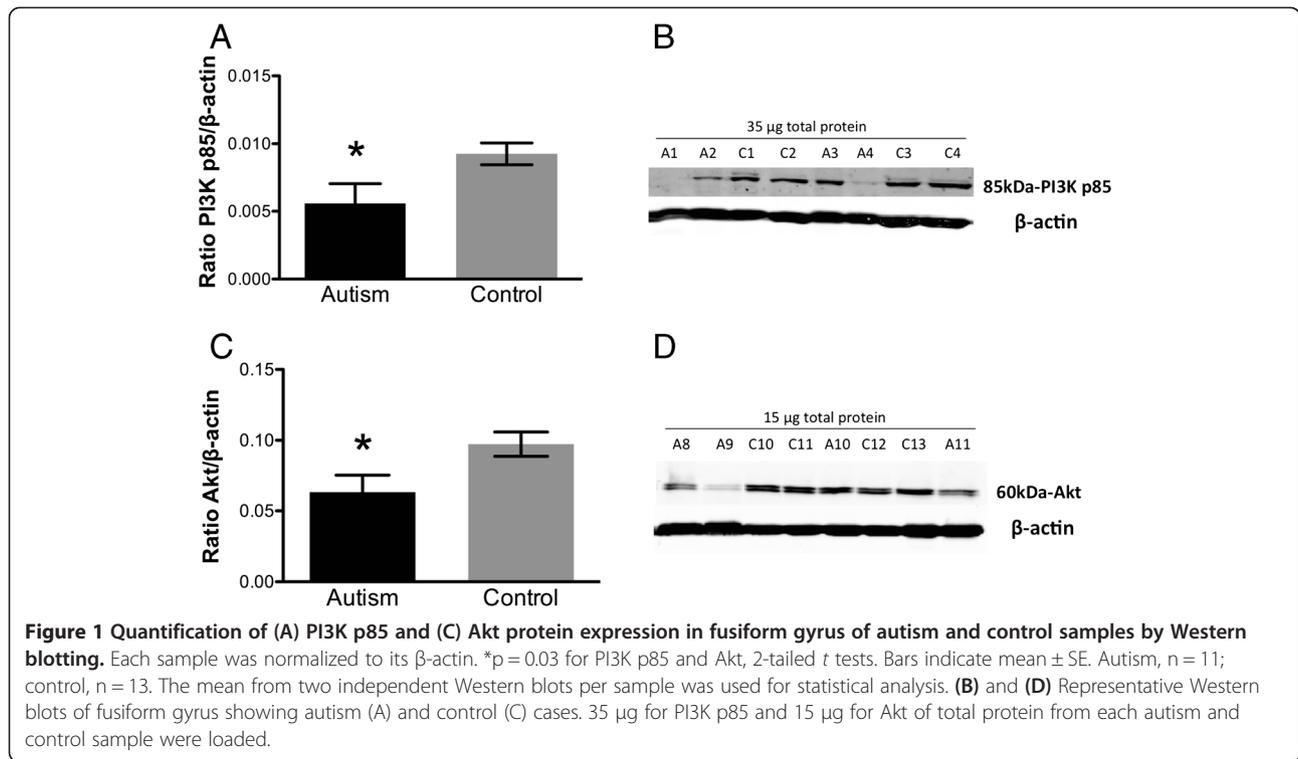 A
Ratio PI3K p85/β-actin
0.015
0.010
0.005
0.000
*
Autism
Control
B
35 µg total protein
A1 A2 C1 C2 A3 A4 C3 C4
85kDa-PI3K p85
β-actin
C
Ratio Akt/β-actin
0.15
0.10
0.05
0.00
*
Autism
Control
D
15 µg total protein
A8 A9 C10 C11 A10 C12 C13 A11
60kDa-Akt
β-actin
Figure 1 Quantification of (A) PI3K p85 and (C) Akt protein expression in fusiform gyrus of autism and control samples by Western
blotting. Each sample was normalized to its β-actin. *p = 0.03 for PI3K p85 and Akt, 2-tailed t tests. Bars indicate mean ± SE. Autism, n = 11;
control, n = 13. The mean from two independent Western blots per sample was used for statistical analysis. (B) and (D) Representative Western
blots of fusiform gyrus showing autism (A) and control (C) cases. 35 µg for PI3K p85 and 15 µg for Akt of total protein from each autism and
control sample were loaded.